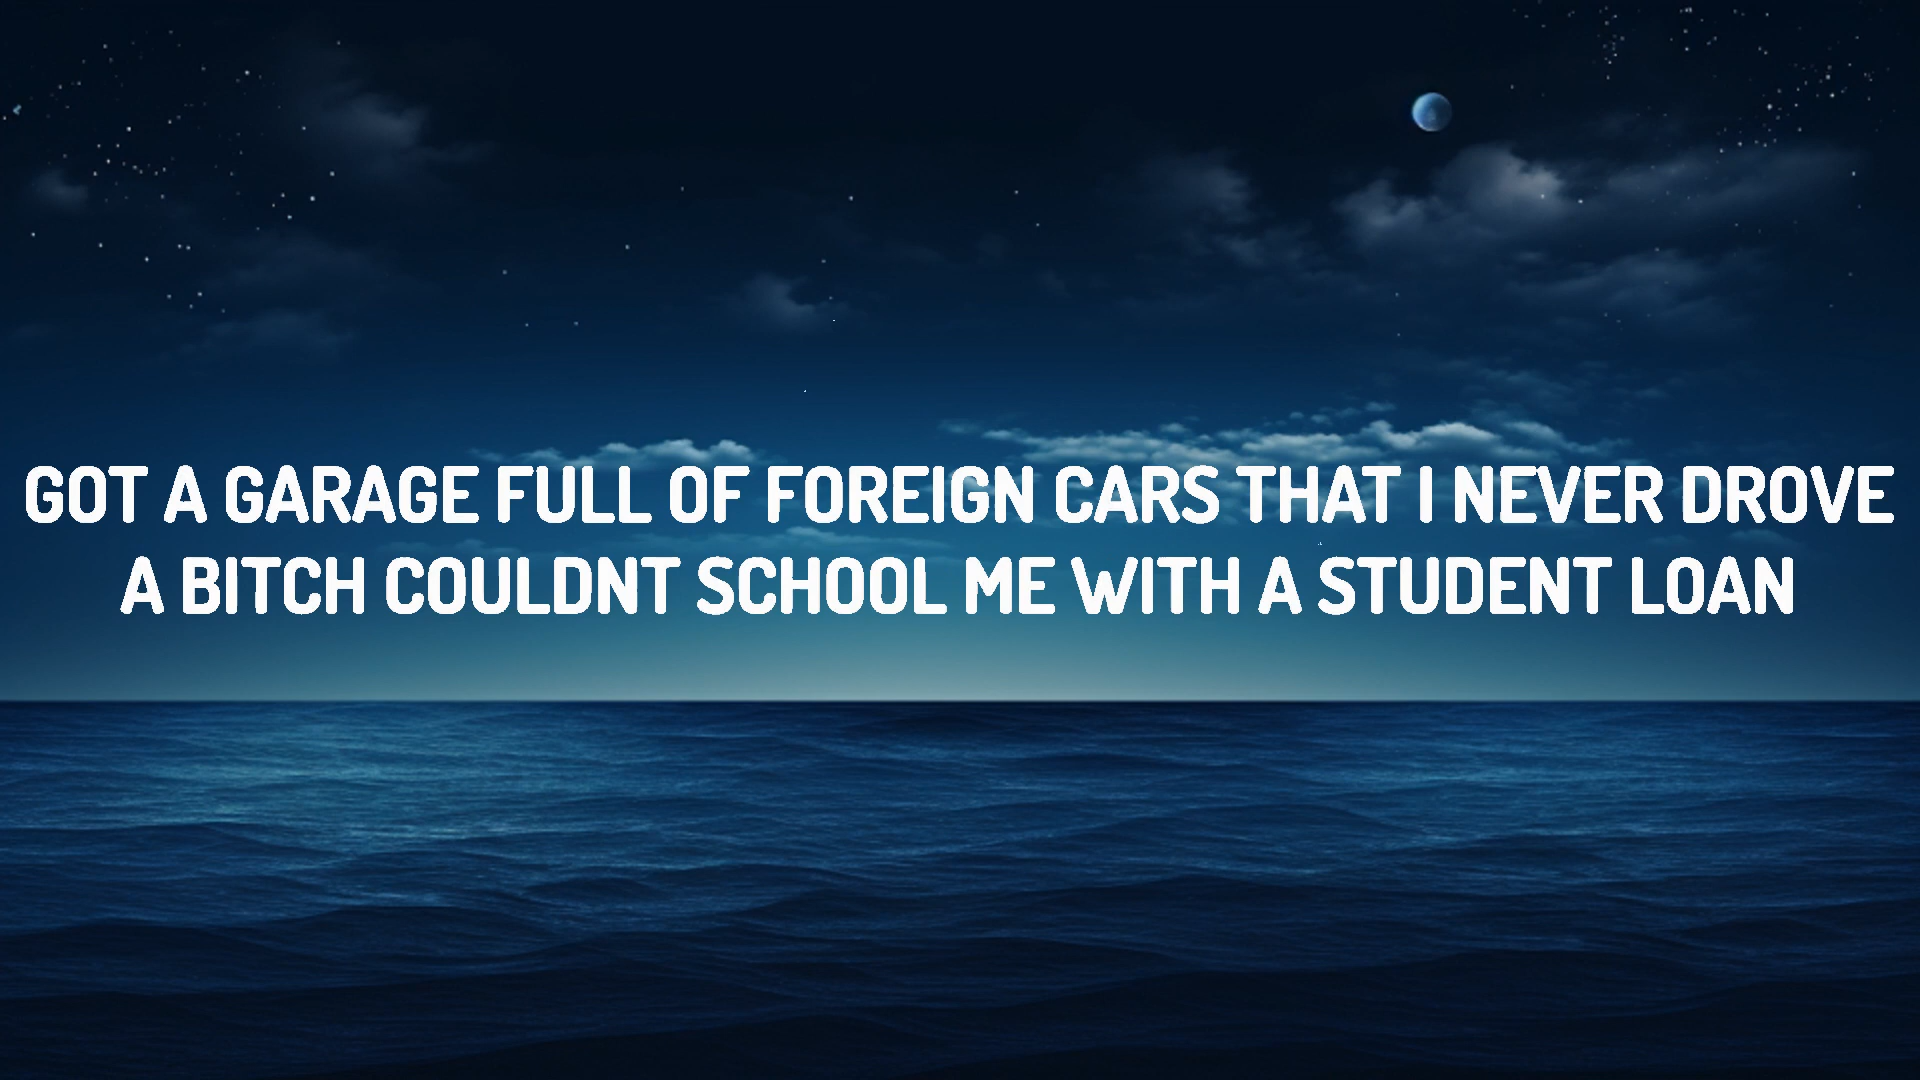 GOT A GARAGE FULL OF FOREIGN CARS THAT I NEVER DROVE
A BITCH COULDNT SCHOOL ME WITH A STUDENT LOAN